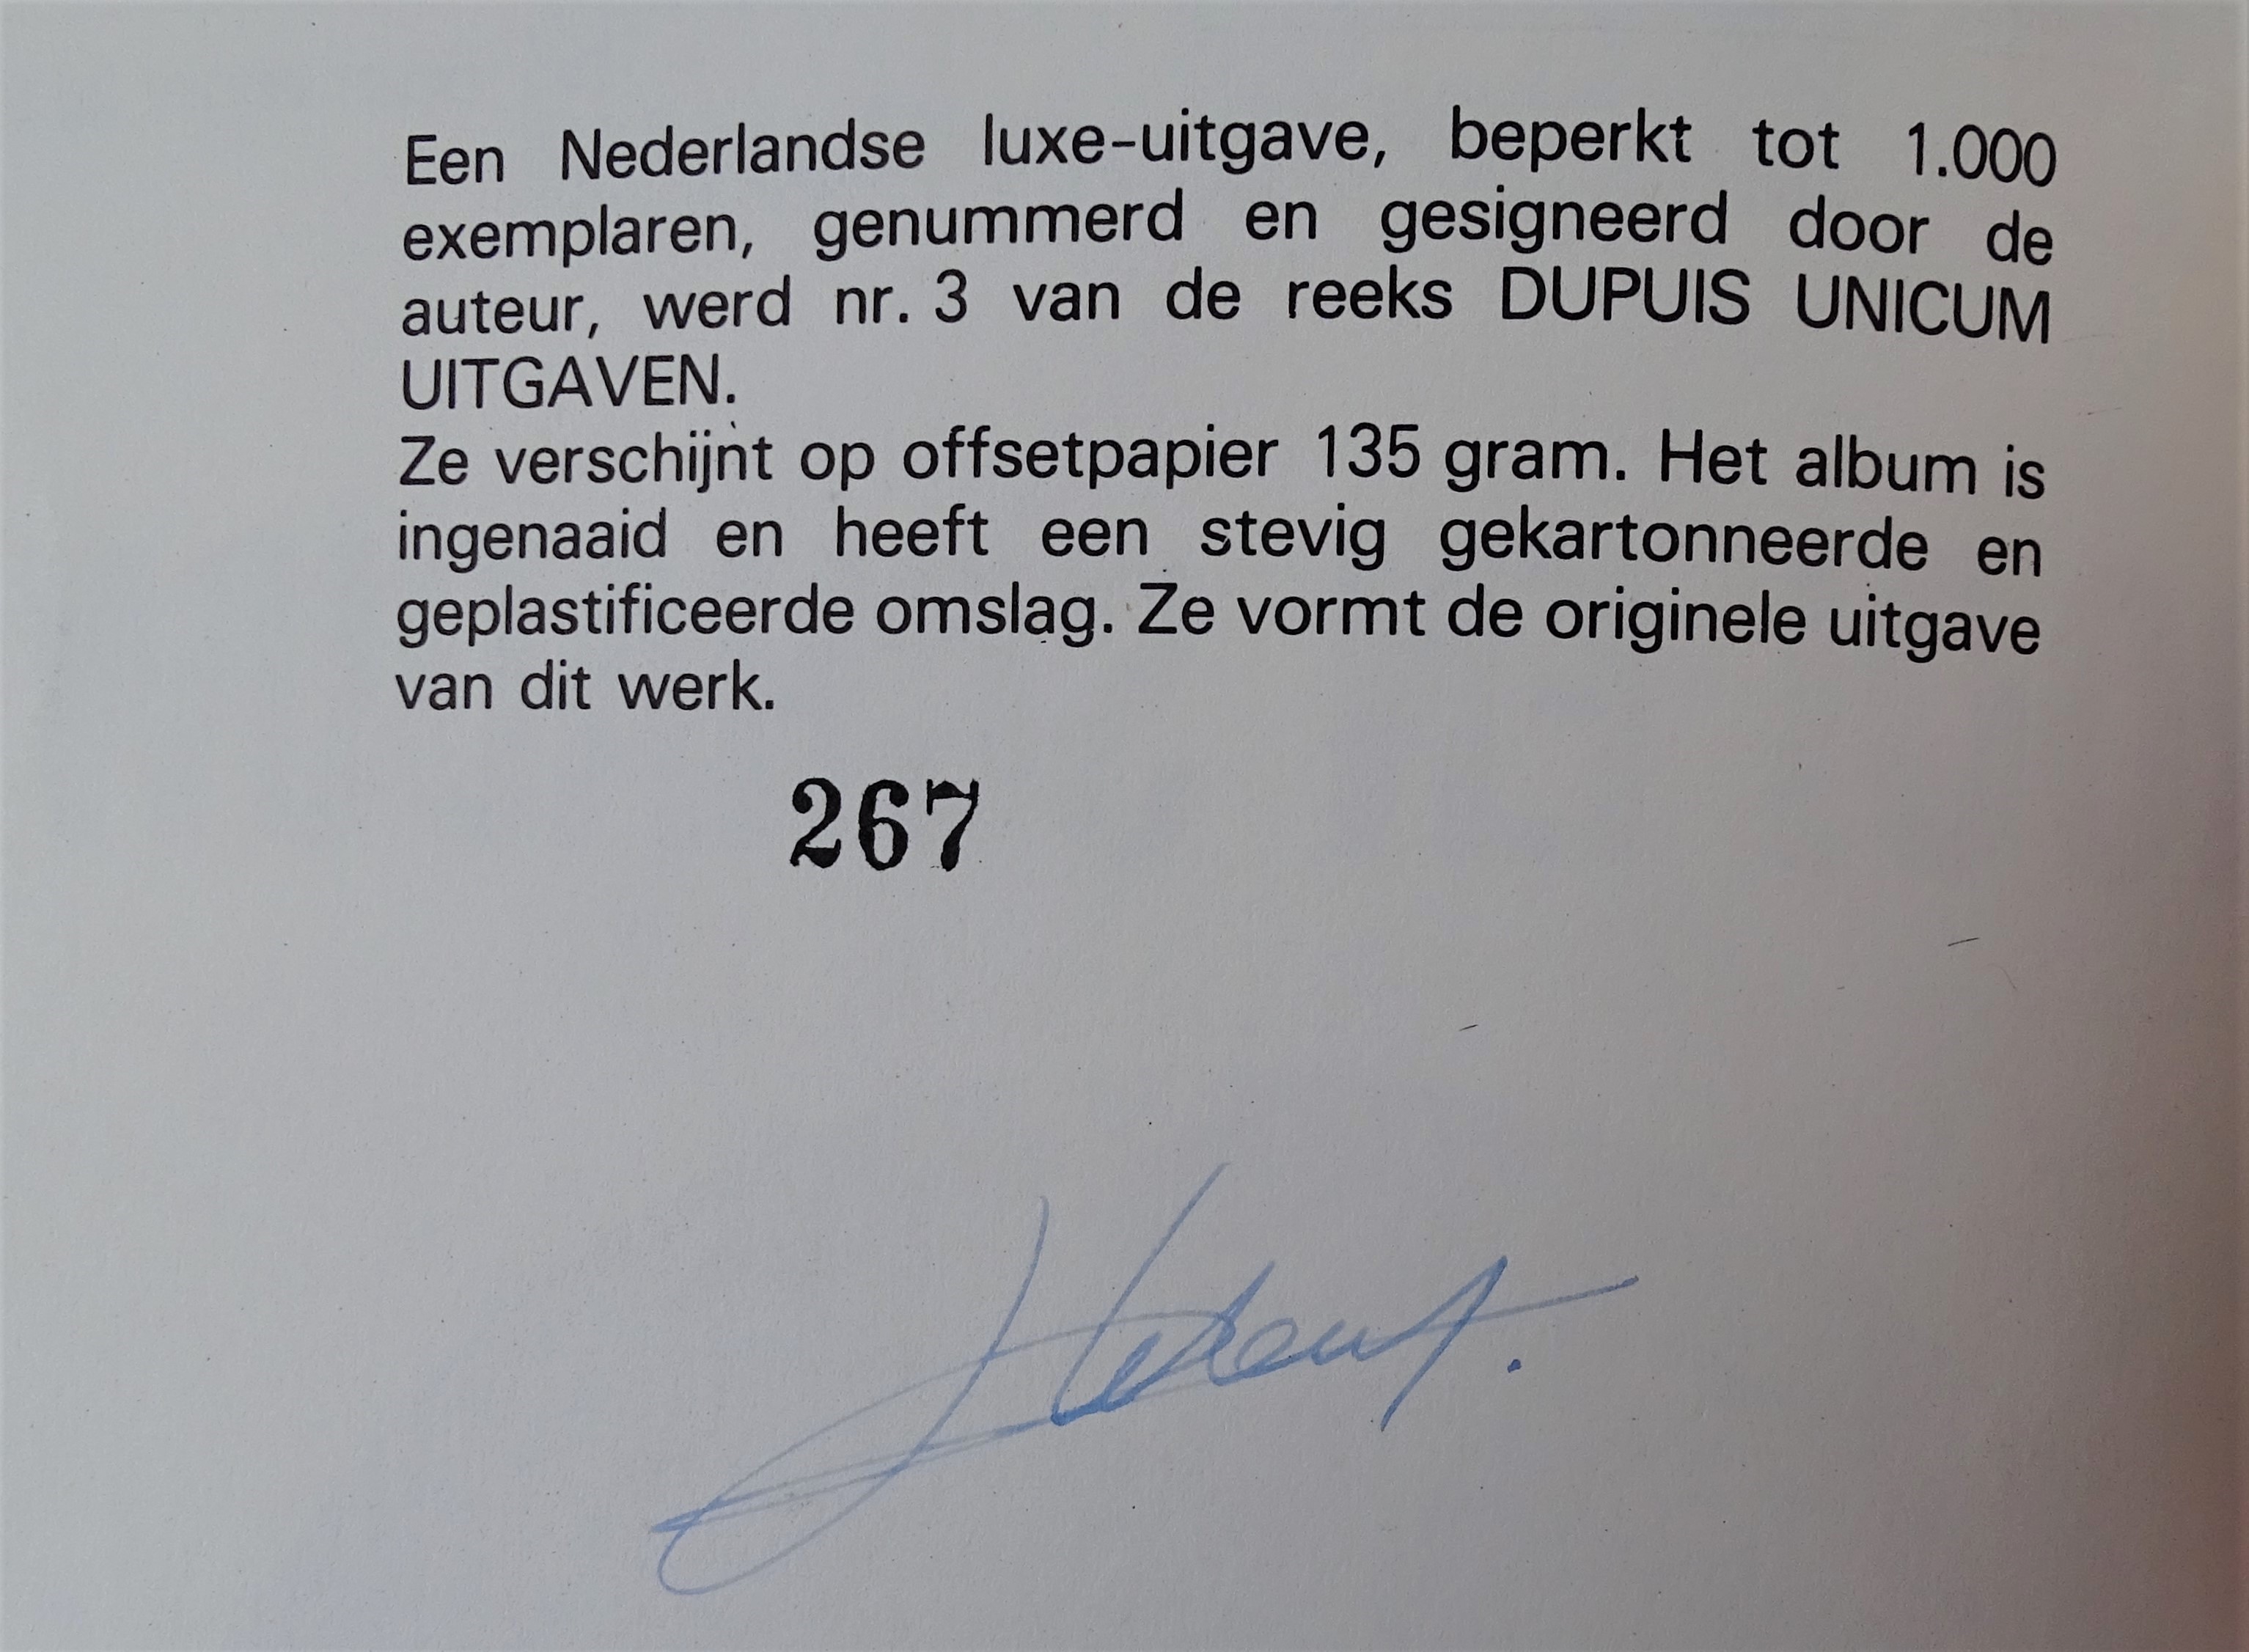 Een Nederlandse luxe-uitgave, beperkt tot 1.000
exemplaren, genummerd en gesigneerd door de
auteur, werd nr. 3 van de reeks DUPUIS UNICUM
UITGAVEN.
Ze verschijnt op offsetpapier 135 gram. Het album is
ingenaaid en heeft een stevig gekartonneerde en
geplastificeerde omslag. Ze vormt de originele uitgave
van dit werk.
267